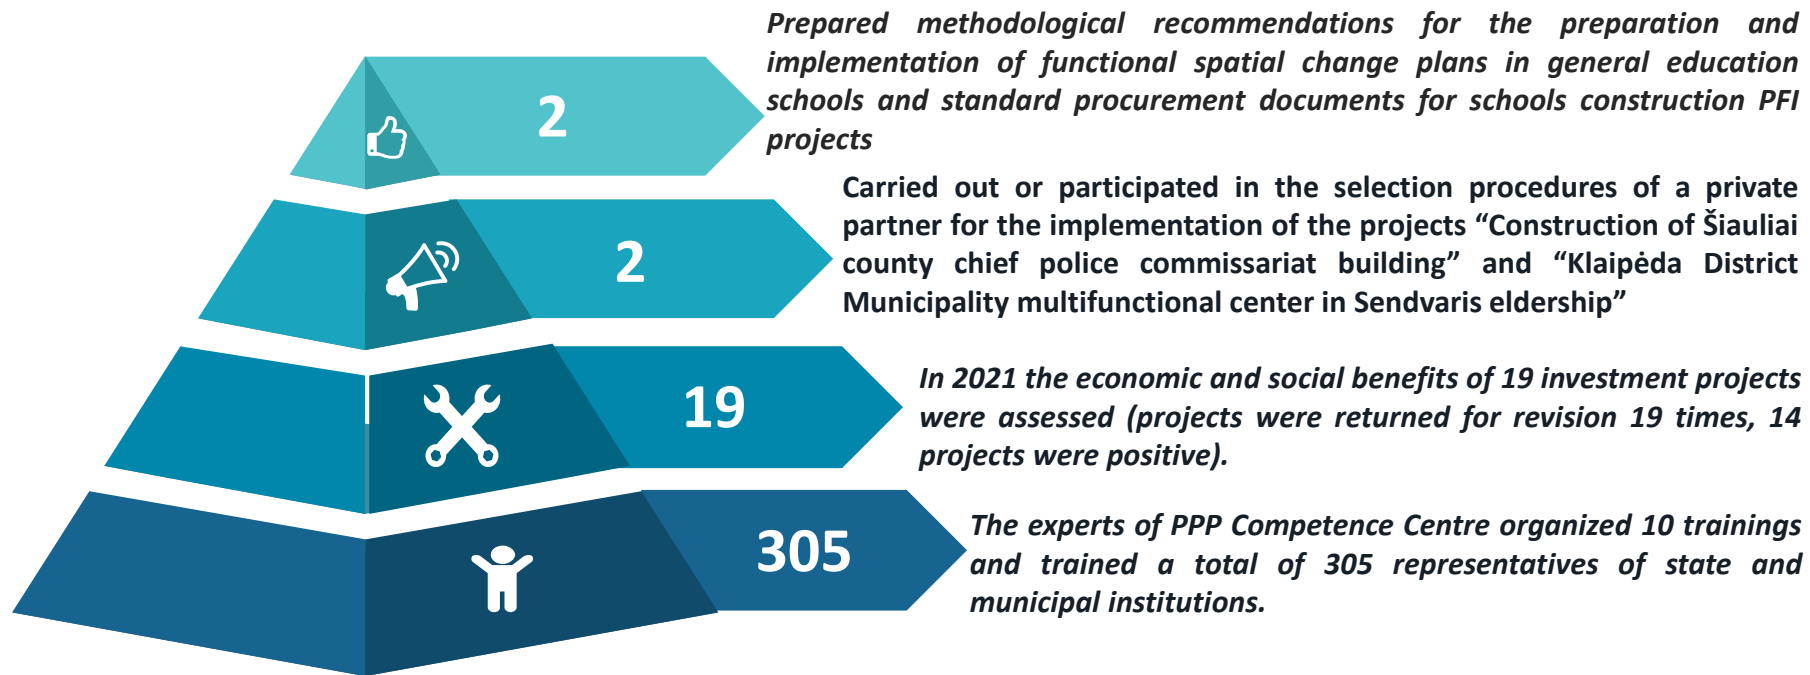 2
Prepared methodological recommendations for the preparation and
implementation of functional spatial change plans in general education
schools and standard procurement documents for schools construction PFI
projects
2
Carried out or participated in the selection procedures of a private
partner for the implementation of the projects “Construction of Šiauliai
county chief police commissariat building” and “Klaipėda District
Municipality multifunctional center in Sendvaris eldership”
19
In 2021 the economic and social benefits of 19 investment projects
were assessed (projects were returned for revision 19 times, 14
projects were positive).
305
The experts of PPP Competence Centre organized 10 trainings
and trained a total of 305 representatives of state and
municipal institutions.